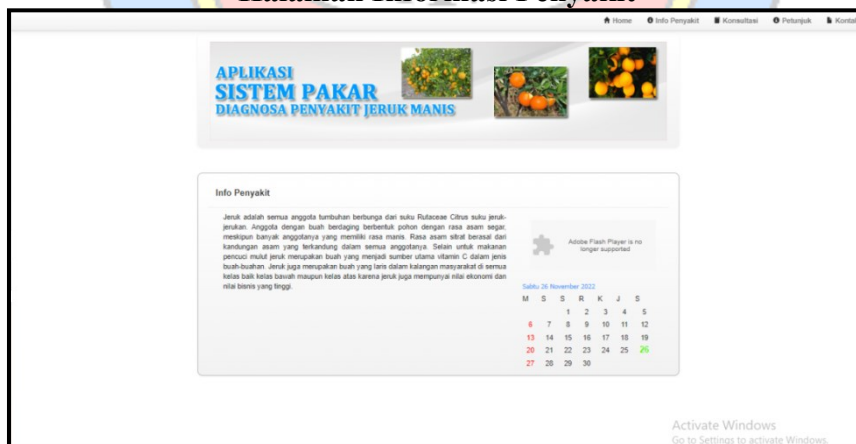 Halaman Informasi Penyakit
Home Info Penyakit Konsultasi Petunjuk Kontak
APLIKASI
SISTEM PAKAR
DIAGNOSA PENYAKIT JERUK MANIS
Info Penyakit
Jeruk adalah semua anggota tumbuhan berbunga dari suku Rutaceae Citrus suku jeruk-
jerukan. Anggota dengan buah berdaging berbentuk pohon dengan rasa asam segar,
meskipun banyak anggotanya yang memiliki rasa manis. Rasa asam sitrat berasal dari
kandungan asam yang terkandung dalam semua anggotanya. Selain untuk makanan
pencuci mulut jeruk merupakan buah yang menjadi sumber utama vitamin C dalam jenis
buah-buahan. Jeruk juga merupakan buah yang laris dalam kalangan masyarakat di semua
kelas baik kelas bawah maupun kelas atas karena jeruk juga mempunyai nilai ekonomi dan
nilai bisnis yang tinggi.
Adobe Flash Player is no
longer supported
Sabtu 26 November 2022
M S S R K J S
1 2 3 4 5
6 7 8 9 10 11 12
13 14 15 16 17 18 19
20 21 22 23 24 25 26
27 28 29 30
Activate Windows
Go to Settings to activate Windows.